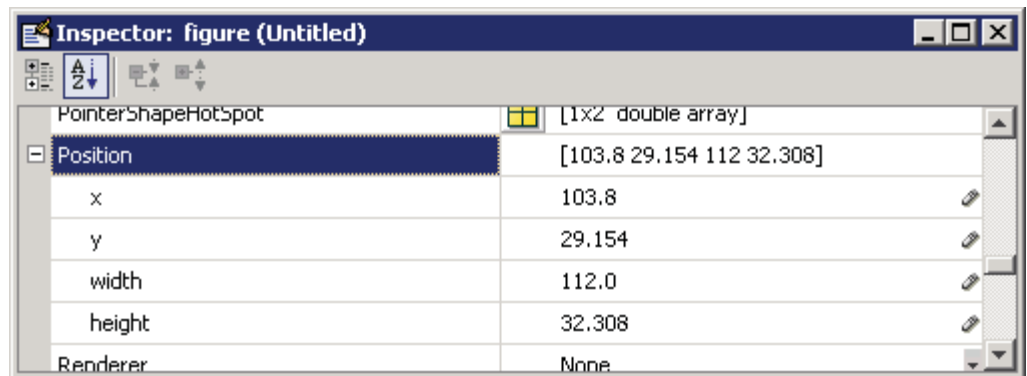 Inspector: figure (Untitled)
PointerShapeHotSpot [1x2 double array]
Position [103.8 29.154 112 32.308]
x 103.8
y 29.154
width 112.0
height 32.308
Renderer None